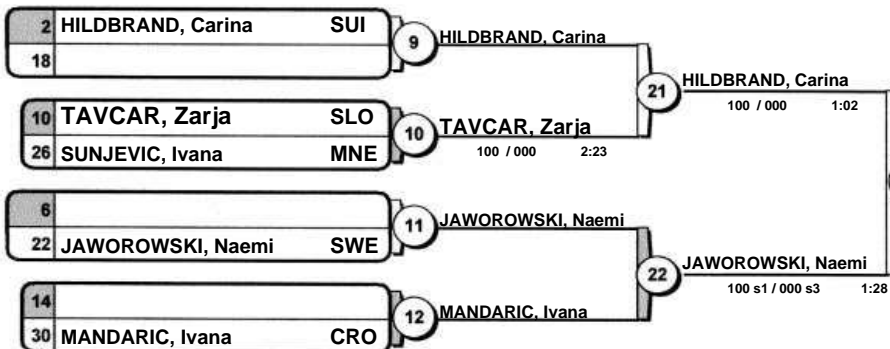 2 HILDBRAND, Carina SUI
18
9
HILDBRAND, Carina
10 TAVCAR, Zarja SLO
26 SUNJEVIC, Ivana MNE
10
TAVCAR, Zarja
100 / 000 2:23
21
HILDBRAND, Carina
100 / 000 1:02
6
22 JAWOROWSKI, Naemi SWE
11
JAWOROWSKI, Naemi
14
30 MANDARIC, Ivana CRO
12
MANDARIC, Ivana
22
JAWOROWSKI, Naemi
100 s1 / 000 s3 1:28